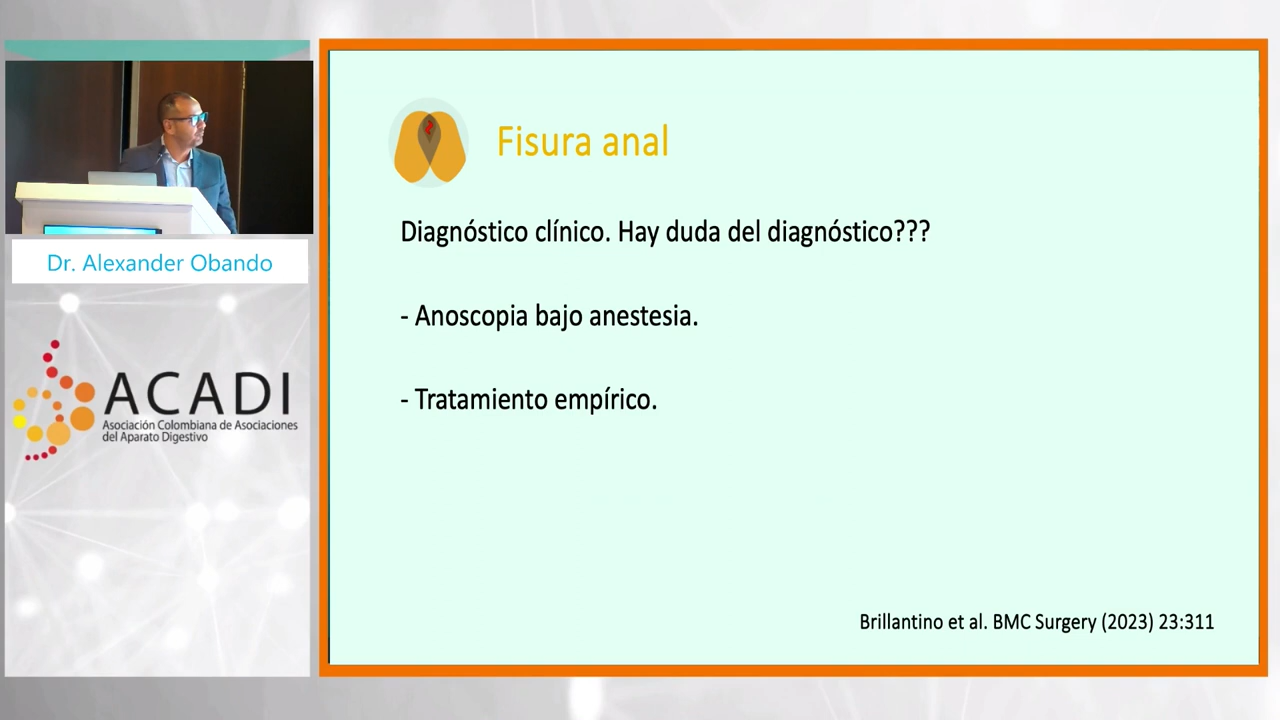 Dr. Alexander Obando
ACADI
Asociación Colombiana de Asociaciones
del Aparato Digestivo
Fisura anal
Diagnóstico clínico. Hay duda del diagnóstico???
- Anoscopia bajo anestesia.
- Tratamiento empírico.
Brillantino et al. BMC Surgery (2023) 23:311